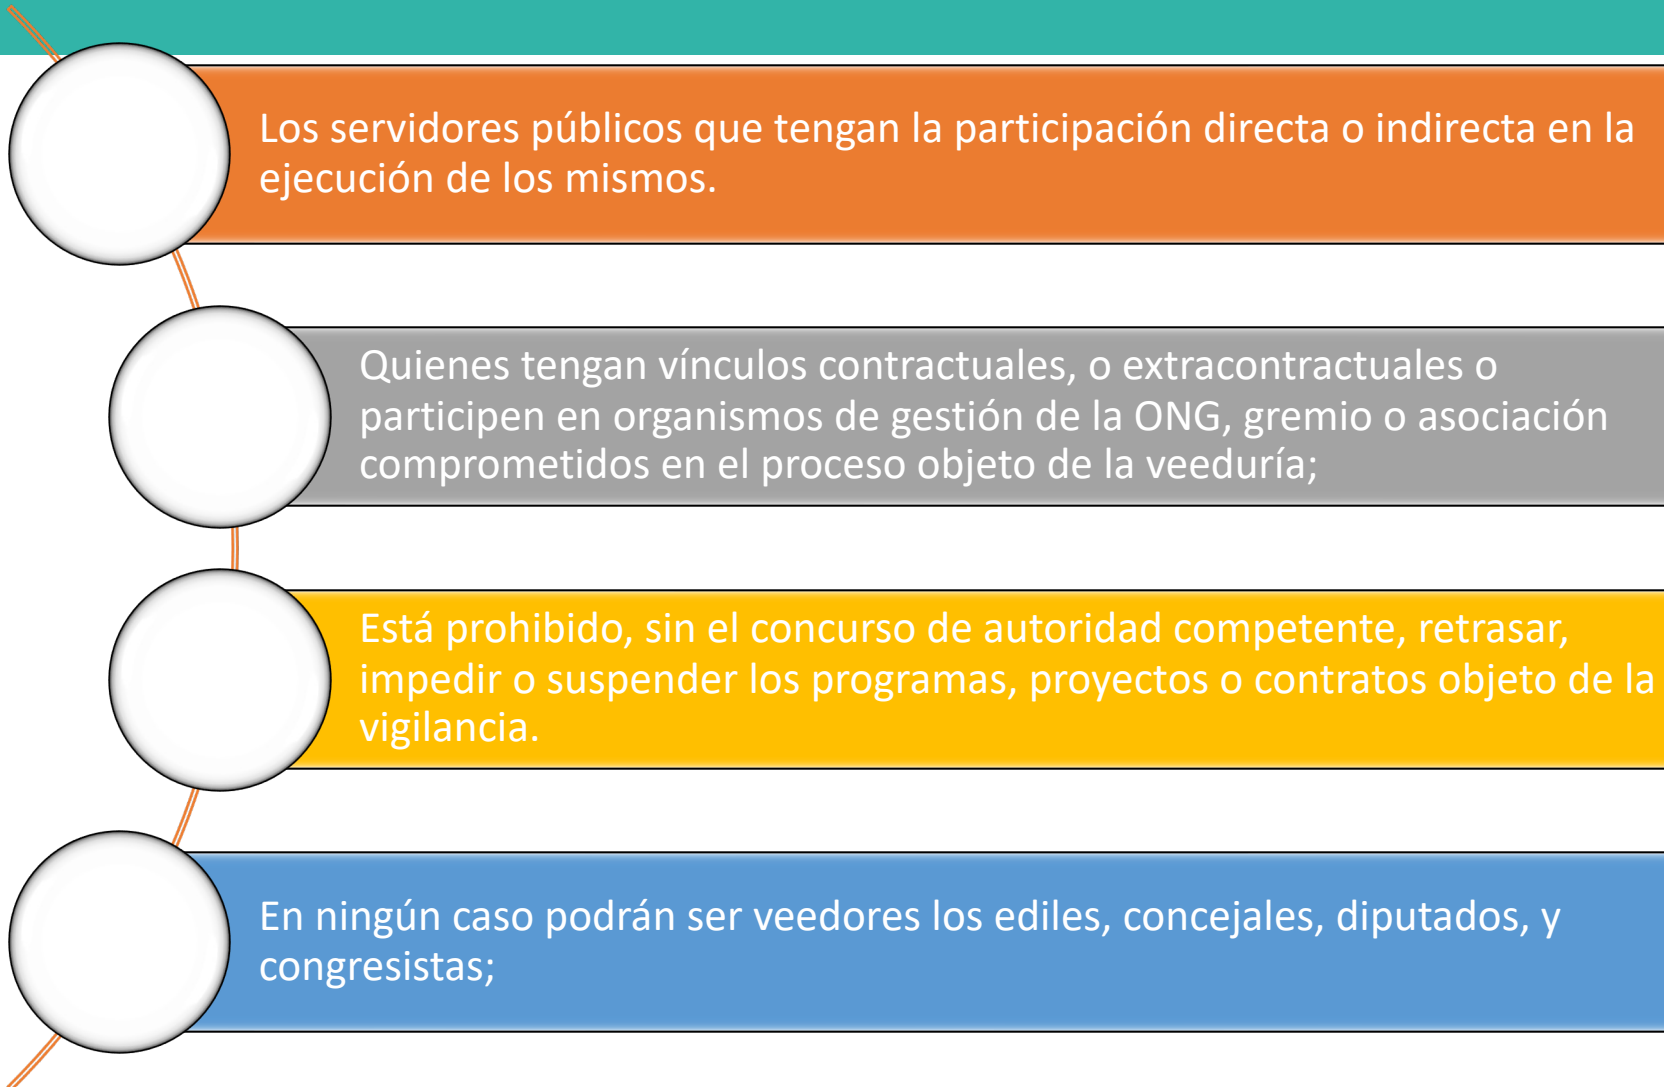 Los servidores públicos que tengan la participación directa o indirecta en la
ejecución de los mismos.
Quienes tengan vínculos contractuales, o extracontractuales o
participen en organismos de gestión de la ONG, gremio o asociación
comprometidos en el proceso objeto de la veeduría;
Está prohibido, sin el concurso de autoridad competente, retrasar,
impedir o suspender los programas, proyectos o contratos objeto de la
vigilancia.
En ningún caso podrán ser veedores los ediles, concejales, diputados, y
congresistas;